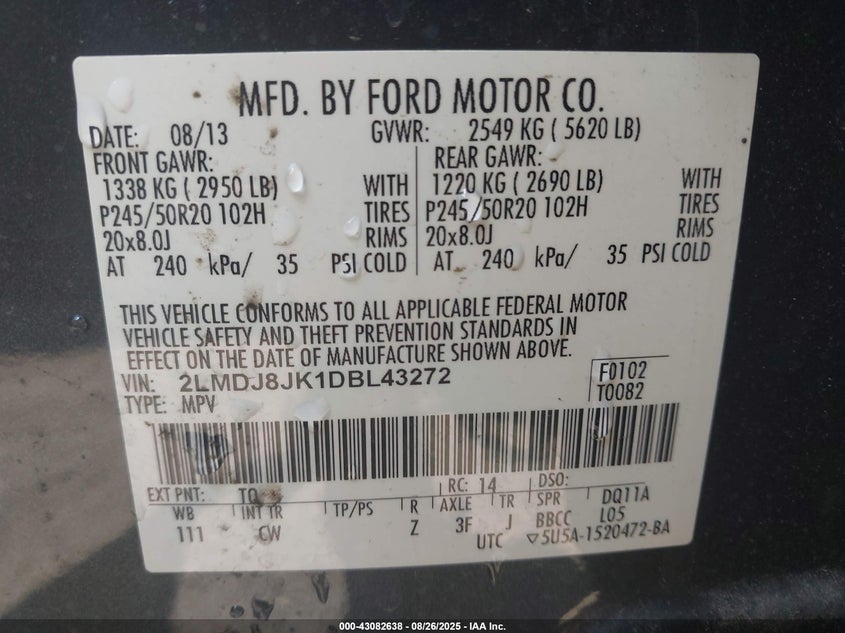 MFD. BY FORD MOTOR CO.
DATE: 08/13 GVWR: 2549 KG ( 5620 LB)
FRONT GAWR: REAR GAWR:
1338 KG ( 2950 LB) WITH 1220 KG ( 2690 LB) WITH
P245/50R20 102H TIRES P245/50R20 102H TIRES
20x8.0J RIMS 20x8.0J RIMS
AT 240 kPa/ 35 PSI COLD AT 240 kPa/ 35 PSI COLD
THIS VEHICLE CONFORMS TO ALL APPLICABLE FEDERAL MOTOR
VEHICLE SAFETY AND THEFT PREVENTION STANDARDS IN
EFFECT ON THE DATE OF MANUFACTURE SHOWN ABOVE.
VIN: 2LMDJ8JK1DBL43272 F0102
TYPE: MPV T0082
EXT PNT: TQ RC: 14 DSO:
WB INT TR TP/PS R AXLE TR SPR DQ11A
111 CW Z 3F J BBCC L05
UTC ▽5U5A-1520472-BA
000-43082638 - 08/26/2025 - IAA Inc.